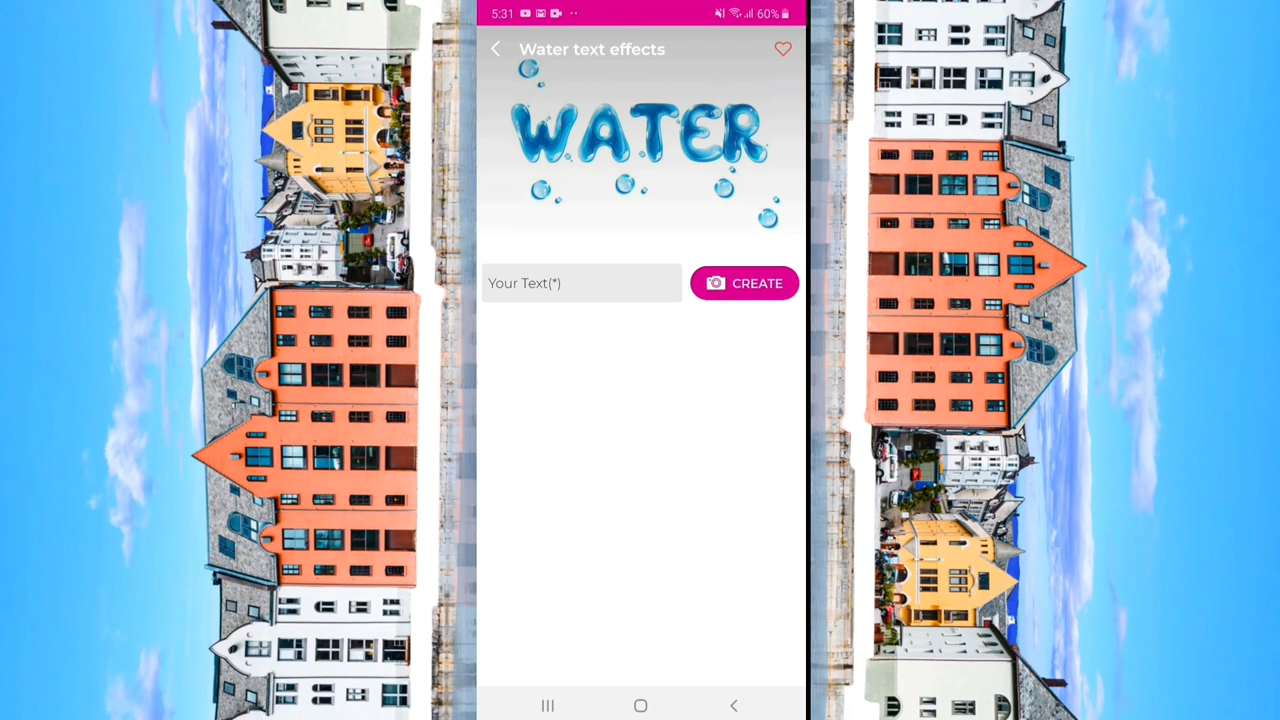 5:31
60%
Water text effects
WATER
Your Text(*)
CREATE